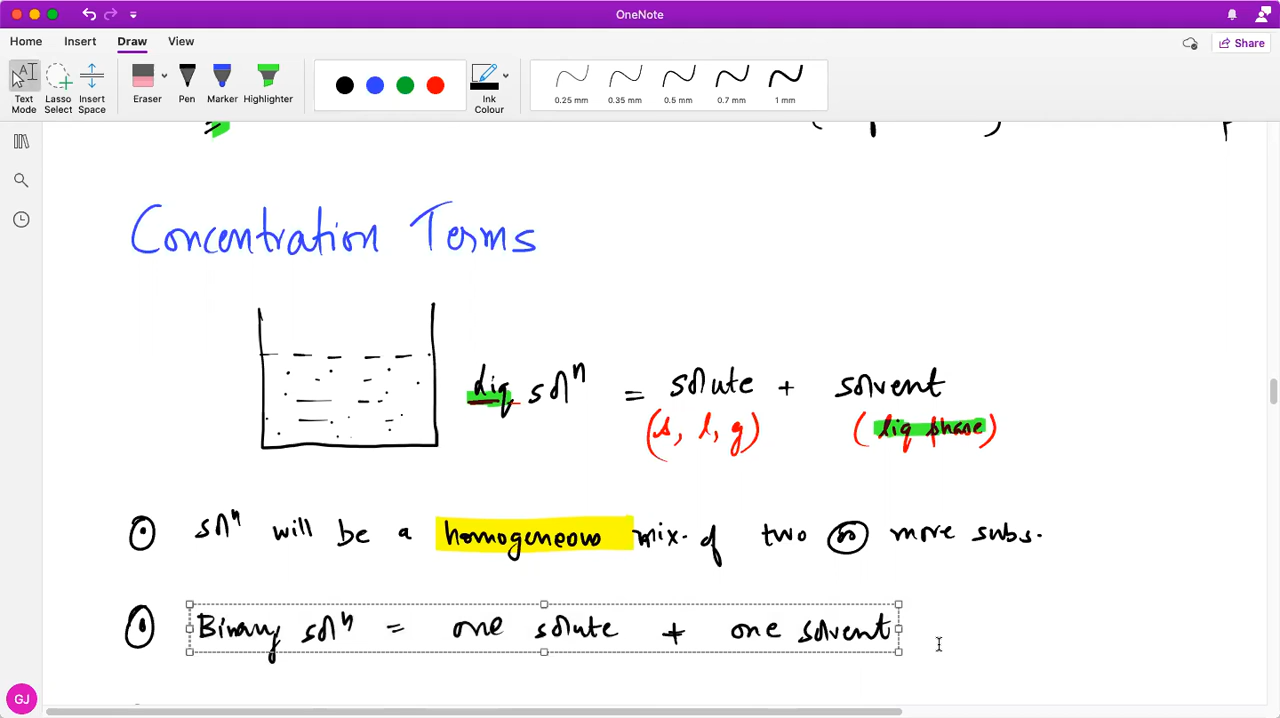 OneNote
Home Insert Draw View Share
Text Mode Lasso Select Insert Space Eraser Pen Marker Highlighter Ink Colour 0.25 mm 0.35 mm 0.5 mm 0.7 mm 1 mm
Concentration Terms
liq solⁿ = solute + solvent
(s, l, g) (liq phase)
solⁿ will be a homogeneous mix. of two or more subs.
Binary solⁿ = one solute + one solvent
GJ